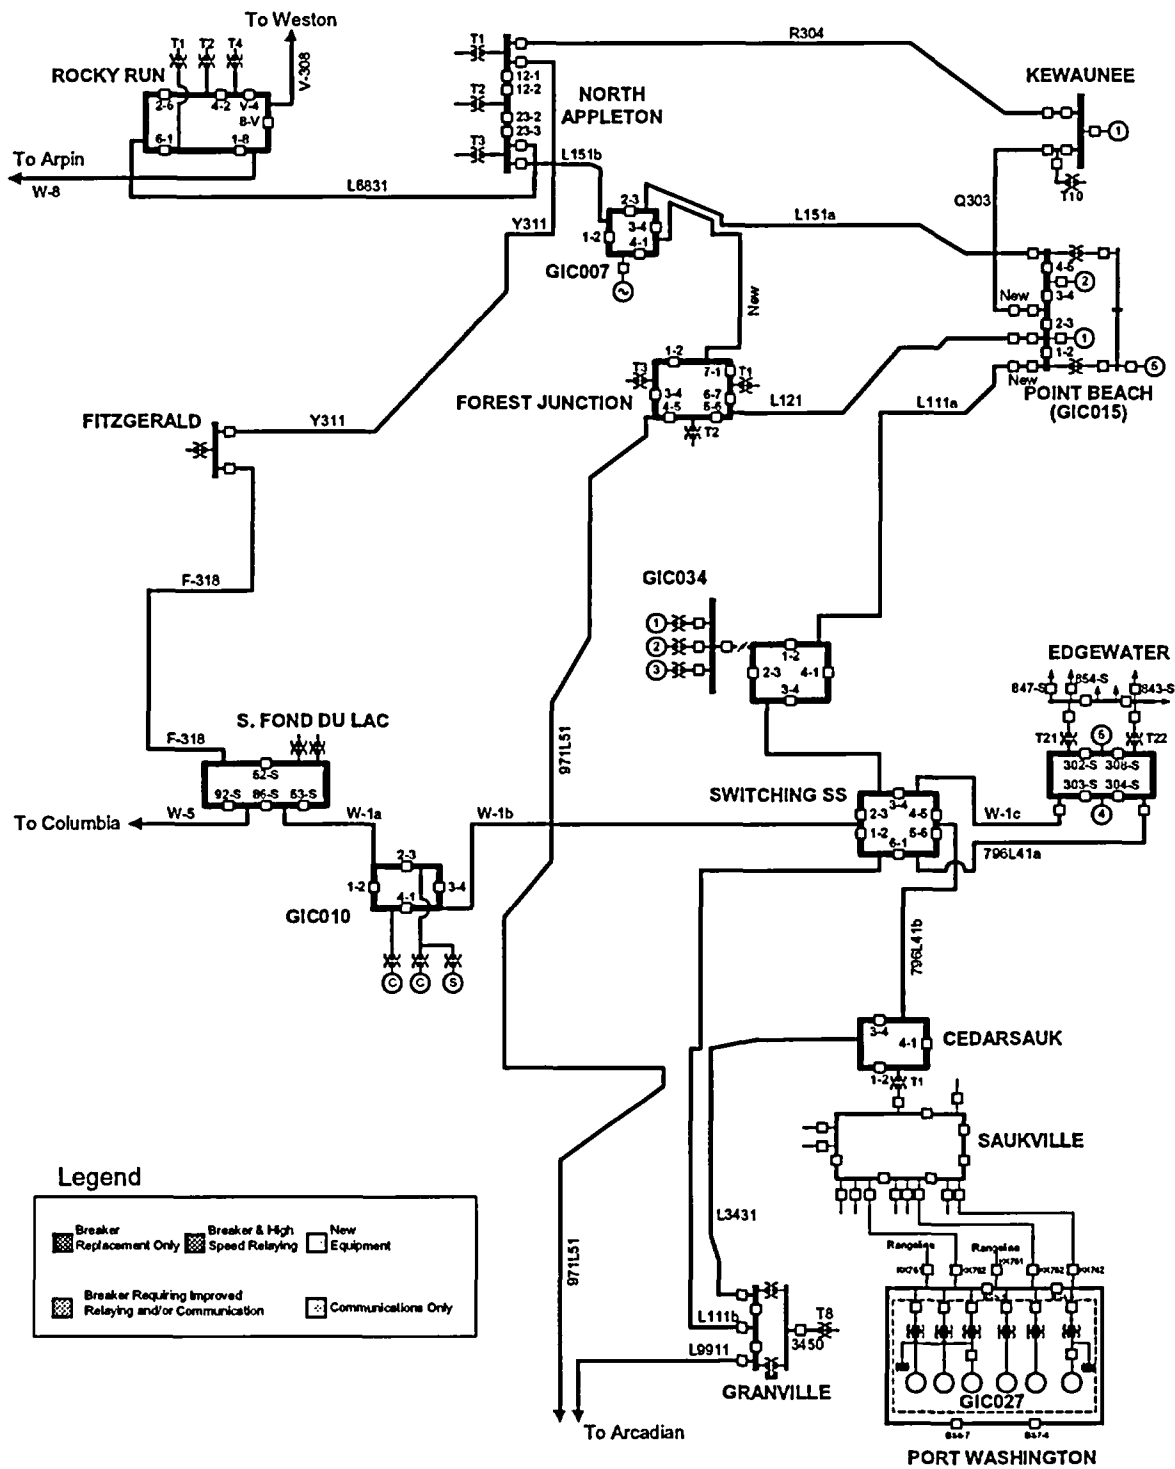 To Weston
T1
T2
T4
V-308
ROCKY RUN
2-6
4-2
V-4
8-V
6-1
1-8
To Arpin
W-8
L6831
T1
12-1
12-2
T2
23-2
23-3
T3
NORTH
APPLETON
R304
KEWAUNEE
1
T10
Q303
L151b
L151a
Y311
2-3
3-4
1-2
4-1
GIC007
New
4-5
2
3-4
New
2-3
1
1-2
New
5
POINT BEACH
(GIC015)
1-2
7-1
T3
T1
3-4
6-7
4-5
5-6
T2
FOREST JUNCTION
L121
L111a
FITZGERALD
Y311
F-318
GIC034
1
2
3
1-2
2-3
4-1
3-4
EDGEWATER
847-S
854-S
843-S
T21
5
T22
302-S
308-S
303-S
304-S
4
S. FOND DU LAC
F-318
52-S
92-S
86-S
53-S
W-5
To Columbia
W-1a
W-1b
971L51
SWITCHING SS
3-4
2-3
4-5
1-2
5-6
6-1
W-1c
796L41a
2-3
1-2
3-4
4-1
GIC010
C
C
S
796L41b
3-4
4-1
1-2
T1
CEDARSAUK
SAUKVILLE
L3431
Legend
Breaker
Replacement Only
Breaker & High
Speed Relaying
New
Equipment
Breaker Requiring Improved
Relaying and/or Communication
Communications Only
971L51
L111b
L9911
T8
3450
GRANVILLE
To Arcadian
Rangeline
Rangeline
KK761
KK762
KK751
KK752
KK742
GIC027
PORT WASHINGTON